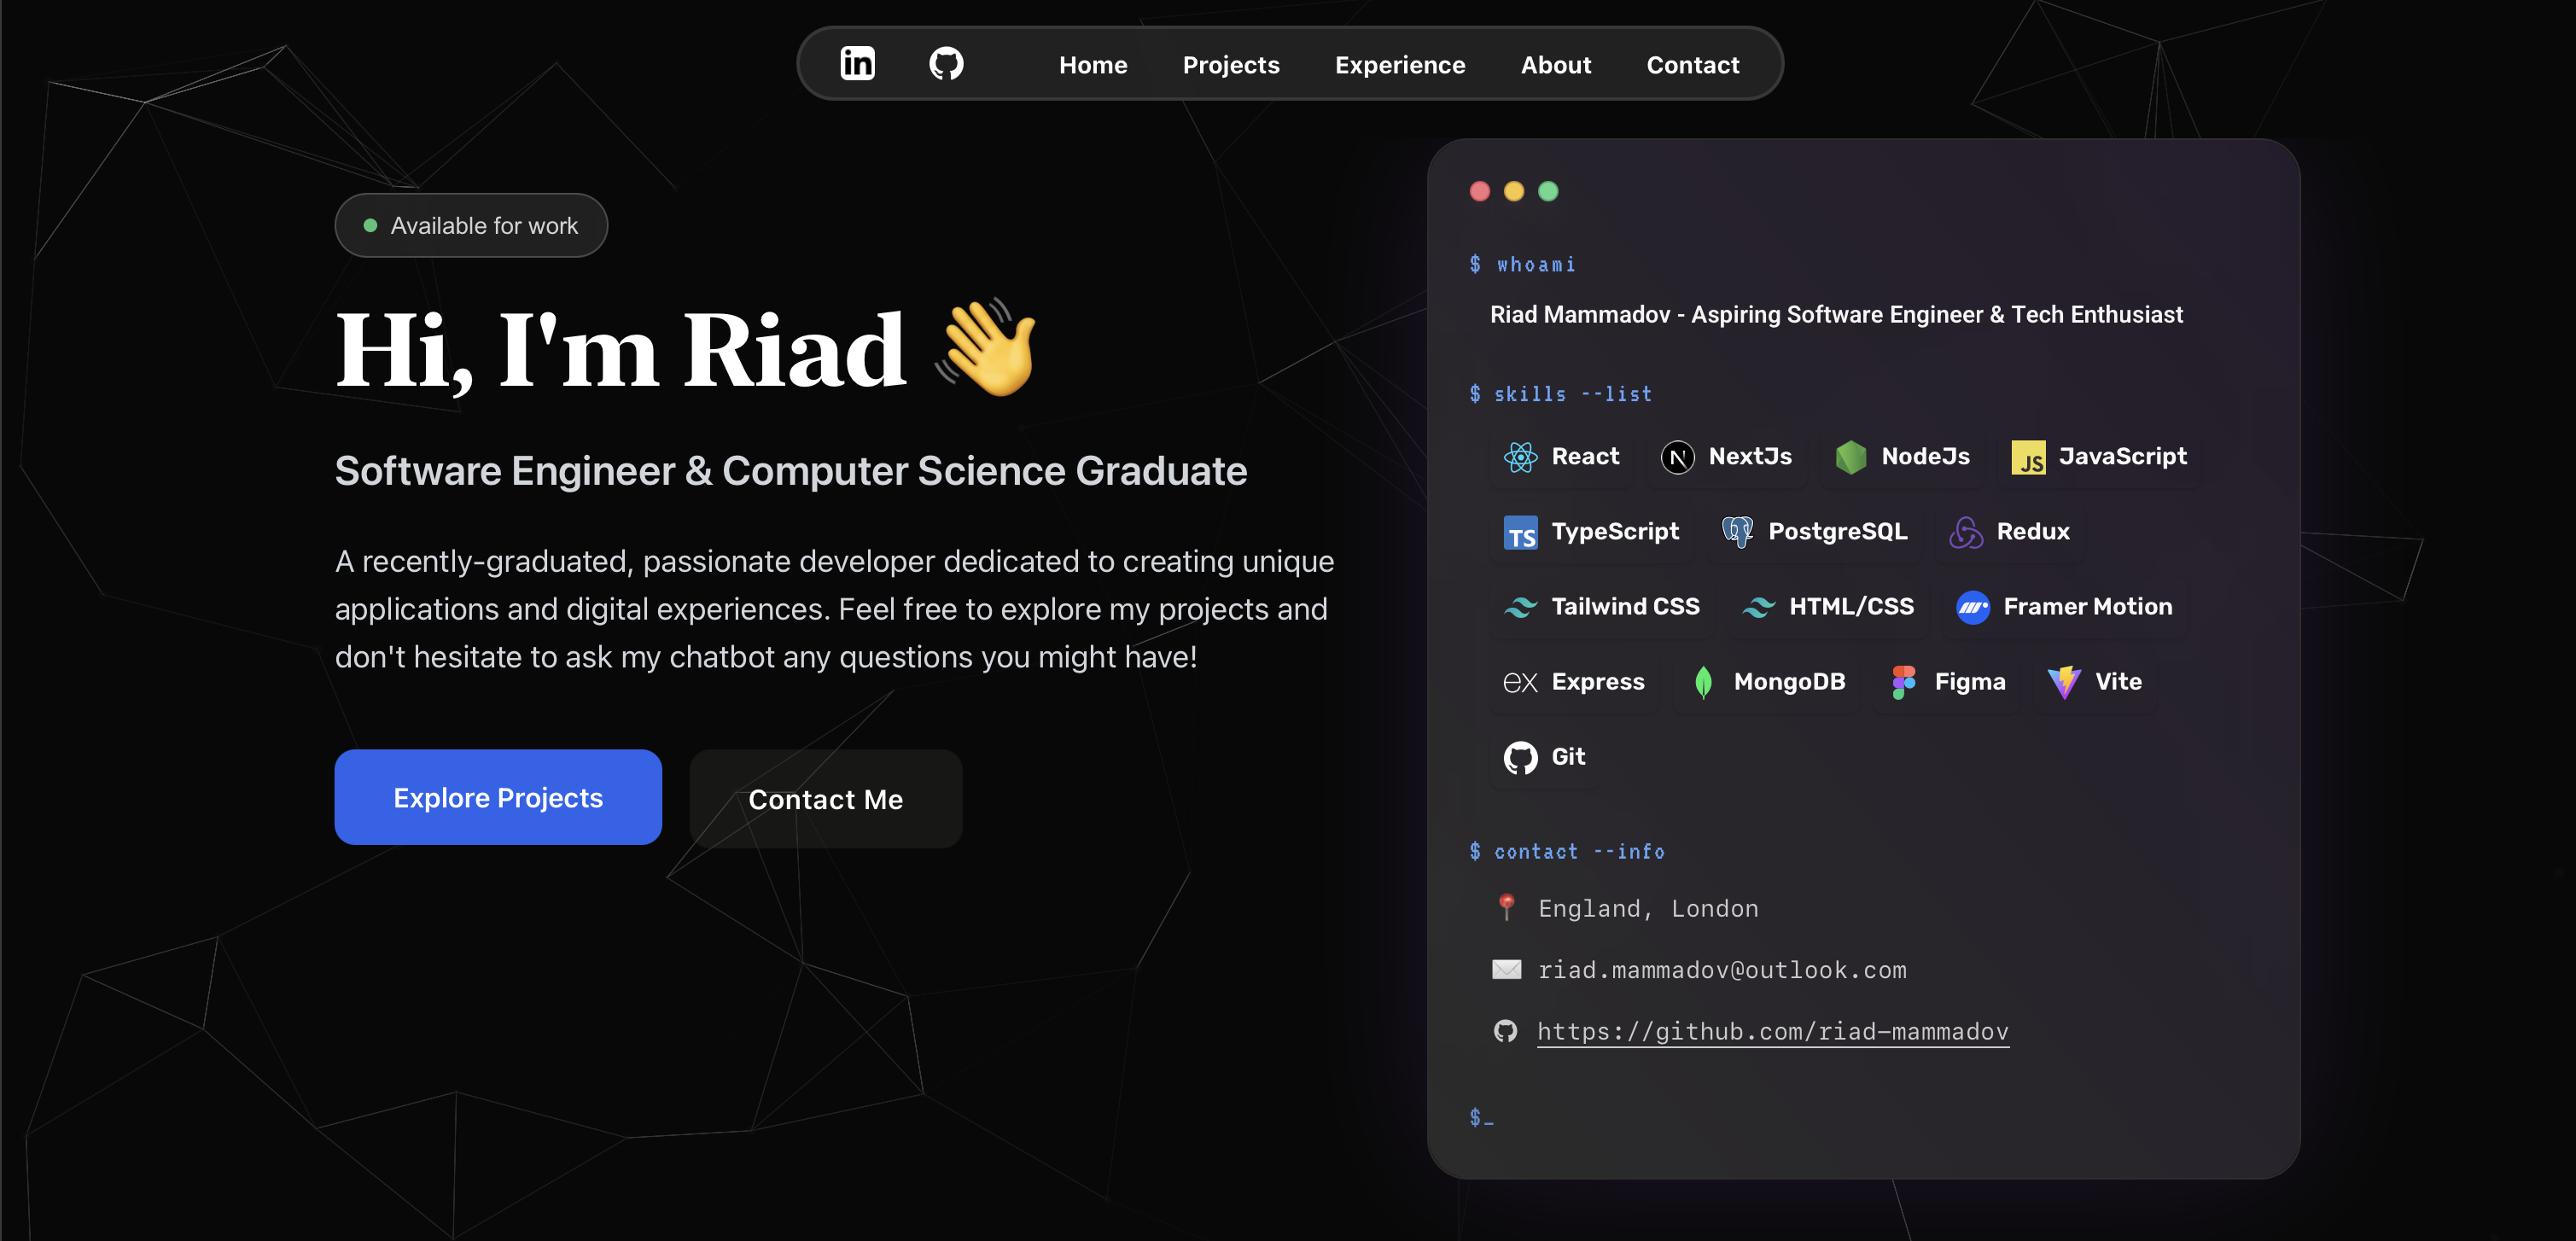 in Home Projects Experience About Contact
Available for work
Hi, I'm Riad 👋
Software Engineer & Computer Science Graduate
A recently-graduated, passionate developer dedicated to creating unique
applications and digital experiences. Feel free to explore my projects and
don't hesitate to ask my chatbot any questions you might have!
Explore Projects Contact Me
$ whoami
Riad Mammadov - Aspiring Software Engineer & Tech Enthusiast
$ skills --list
React N NextJs NodeJs JS JavaScript
TS TypeScript PostgreSQL Redux
Tailwind CSS HTML/CSS Framer Motion
ex Express MongoDB Figma Vite
Git
$ contact --info
📍 England, London
✉️ riad.mammadov@outlook.com
https://github.com/riad-mammadov
$_